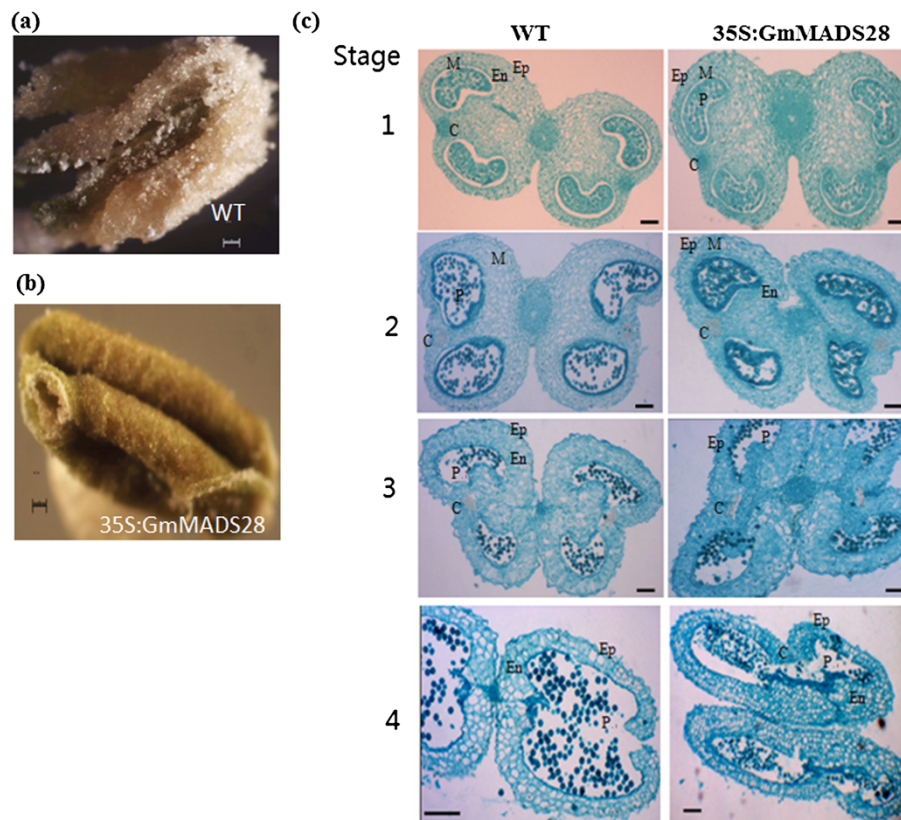 (a)
WT
(b)
35S:GmMADS28
(c)
WT 35S:GmMADS28
Stage
1
M En Ep
C
Ep M
P
C
2
M
P
C
Ep M
En
3
Ep
En
P
C
Ep P
C
4
Ep
En
P
Ep
C
P
En